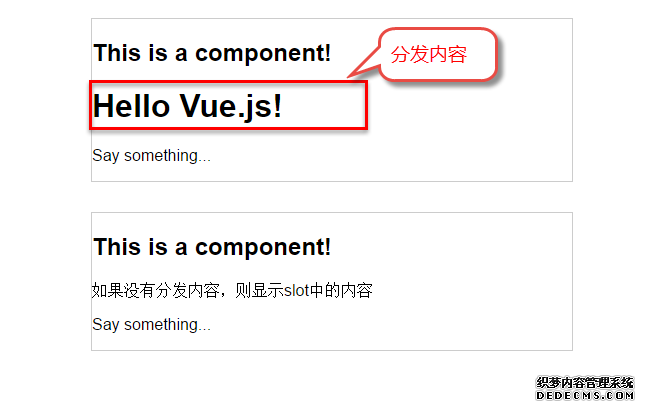 This is a component!
分发内容
Hello Vue.js!
Say something...
This is a component!
如果没有分发内容，则显示slot中的内容
Say something...
织梦内容管理系统
DEDECMS.COM